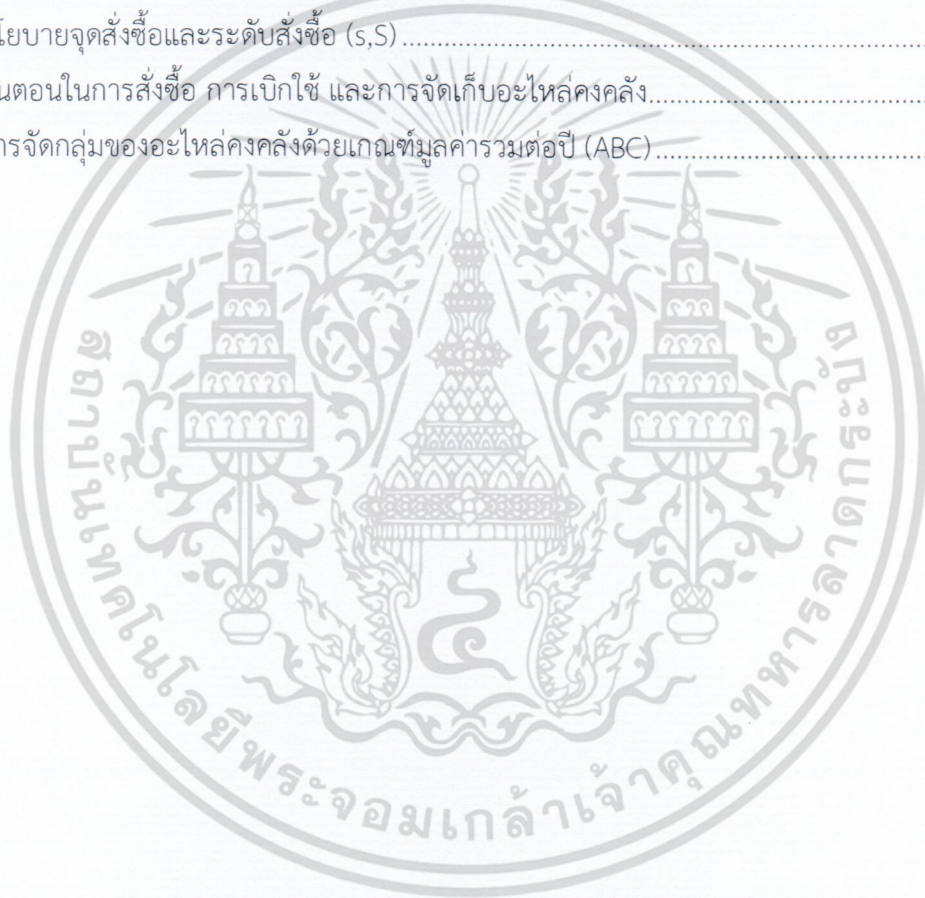 โยบายจุดสั่งซื้อและระดับสั่งซื้อ (s,S)
นตอนในการสั่งซื้อ การเบิกใช้ และการจัดเก็บอะไหล่คงคลัง
ารจัดกลุ่มของอะไหล่คงคลังด้วยเกณฑ์มูลค่ารวมต่อปี (ABC)
สถาบันเทคโนโลยีพระจอมเกล้าเจ้าคุณทหารลาดกระบัง
๔